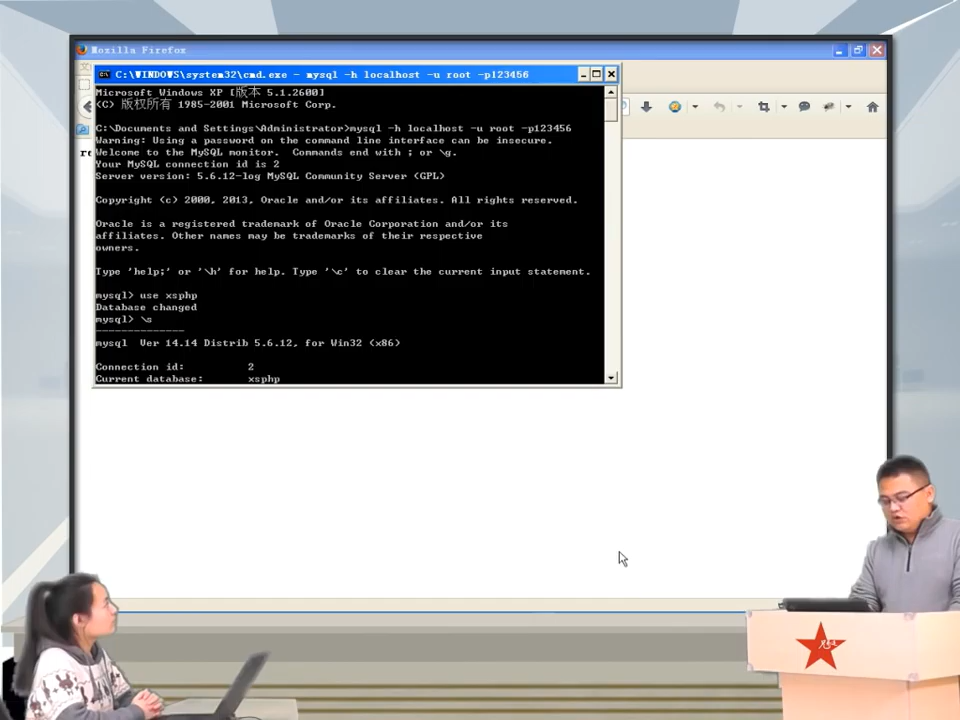 Mozilla Firefox
C:\WINDOWS\system32\cmd.exe - mysql -h localhost -u root -p123456
Microsoft Windows XP [版本 5.1.2600]
(C) 版权所有 1985-2001 Microsoft Corp.
C:\Documents and Settings\Administrator>mysql -h localhost -u root -p123456
Warning: Using a password on the command line interface can be insecure.
Welcome to the MySQL monitor.  Commands end with ; or \g.
Your MySQL connection id is 2
Server version: 5.6.12-log MySQL Community Server (GPL)
Copyright (c) 2000, 2013, Oracle and/or its affiliates. All rights reserved.
Oracle is a registered trademark of Oracle Corporation and/or its
affiliates. Other names may be trademarks of their respective
owners.
Type 'help;' or '\h' for help. Type '\c' to clear the current input statement.
mysql> use xsphp
Database changed
mysql> \s
--------------
mysql  Ver 14.14 Distrib 5.6.12, for Win32 (x86)
Connection id:          2
Current database:       xsphp